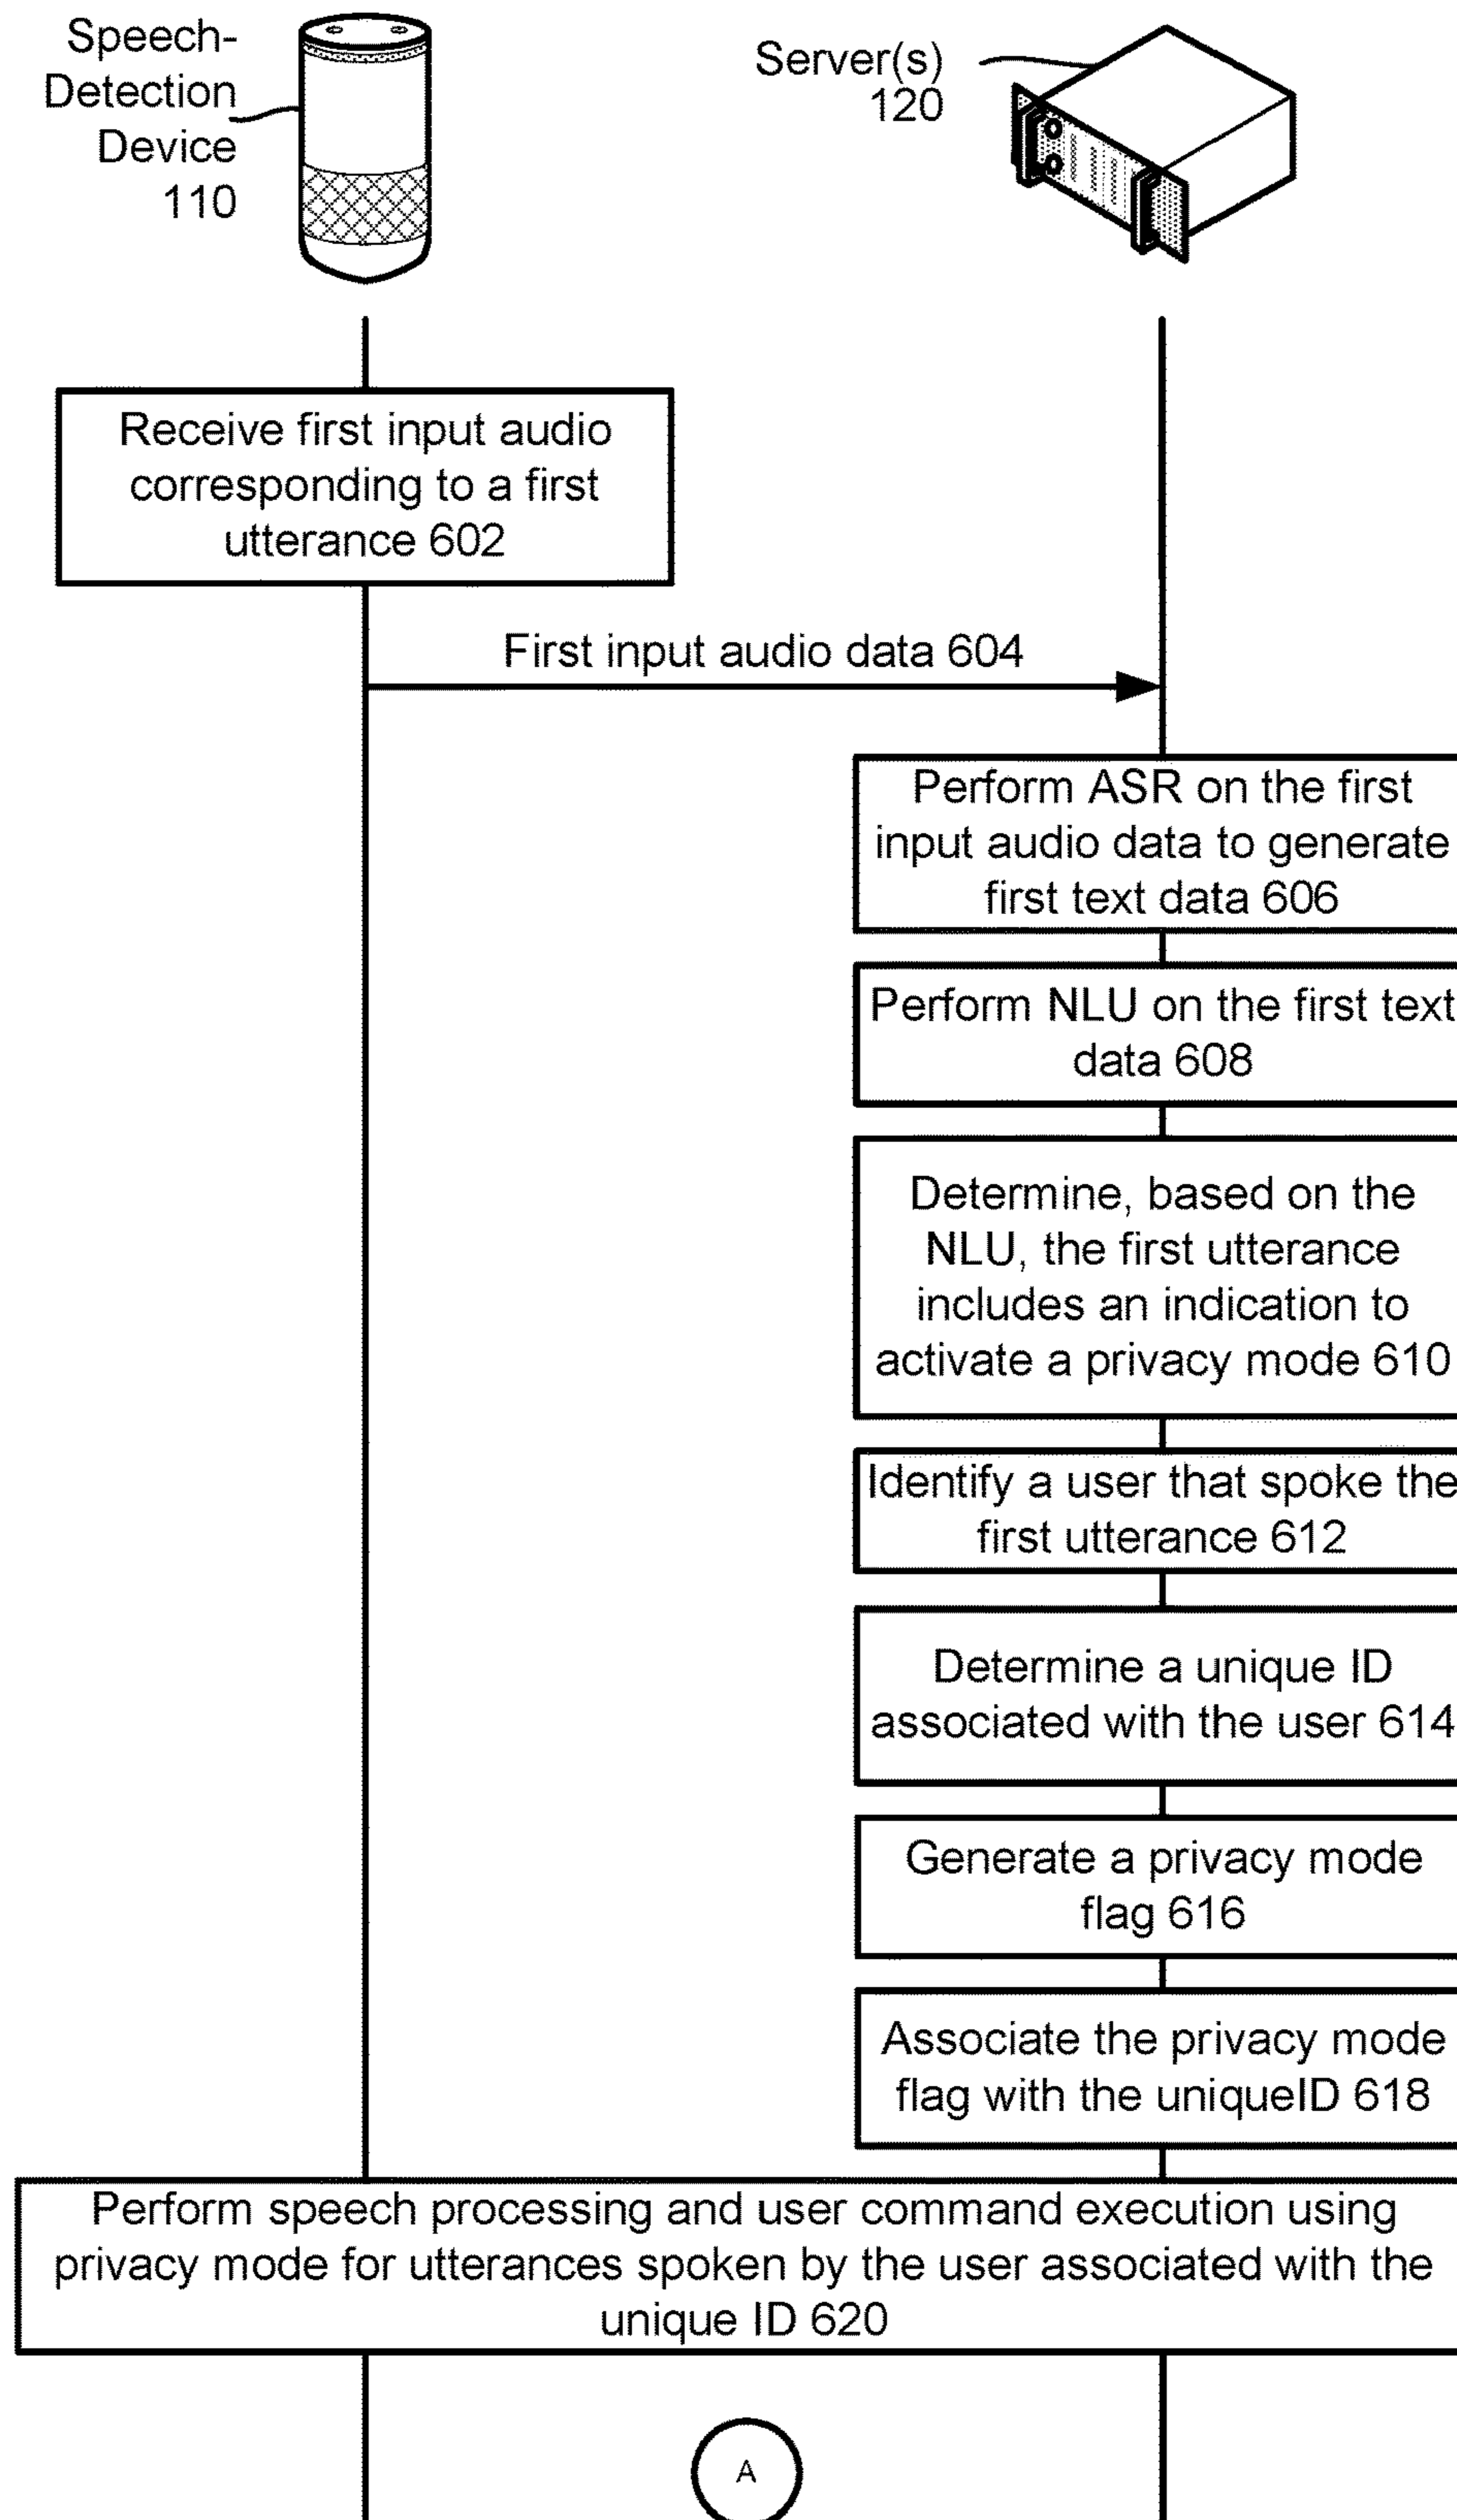 Speech-
Detection
Device
110
Server(s)
120
Receive first input audio
corresponding to a first
utterance 602
First input audio data 604
Perform ASR on the first
input audio data to generate
first text data 606
Perform NLU on the first text
data 608
Determine, based on the
NLU, the first utterance
includes an indication to
activate a privacy mode 610
Identify a user that spoke the
first utterance 612
Determine a unique ID
associated with the user 614
Generate a privacy mode
flag 616
Associate the privacy mode
flag with the uniqueID 618
Perform speech processing and user command execution using
privacy mode for utterances spoken by the user associated with the
unique ID 620
A